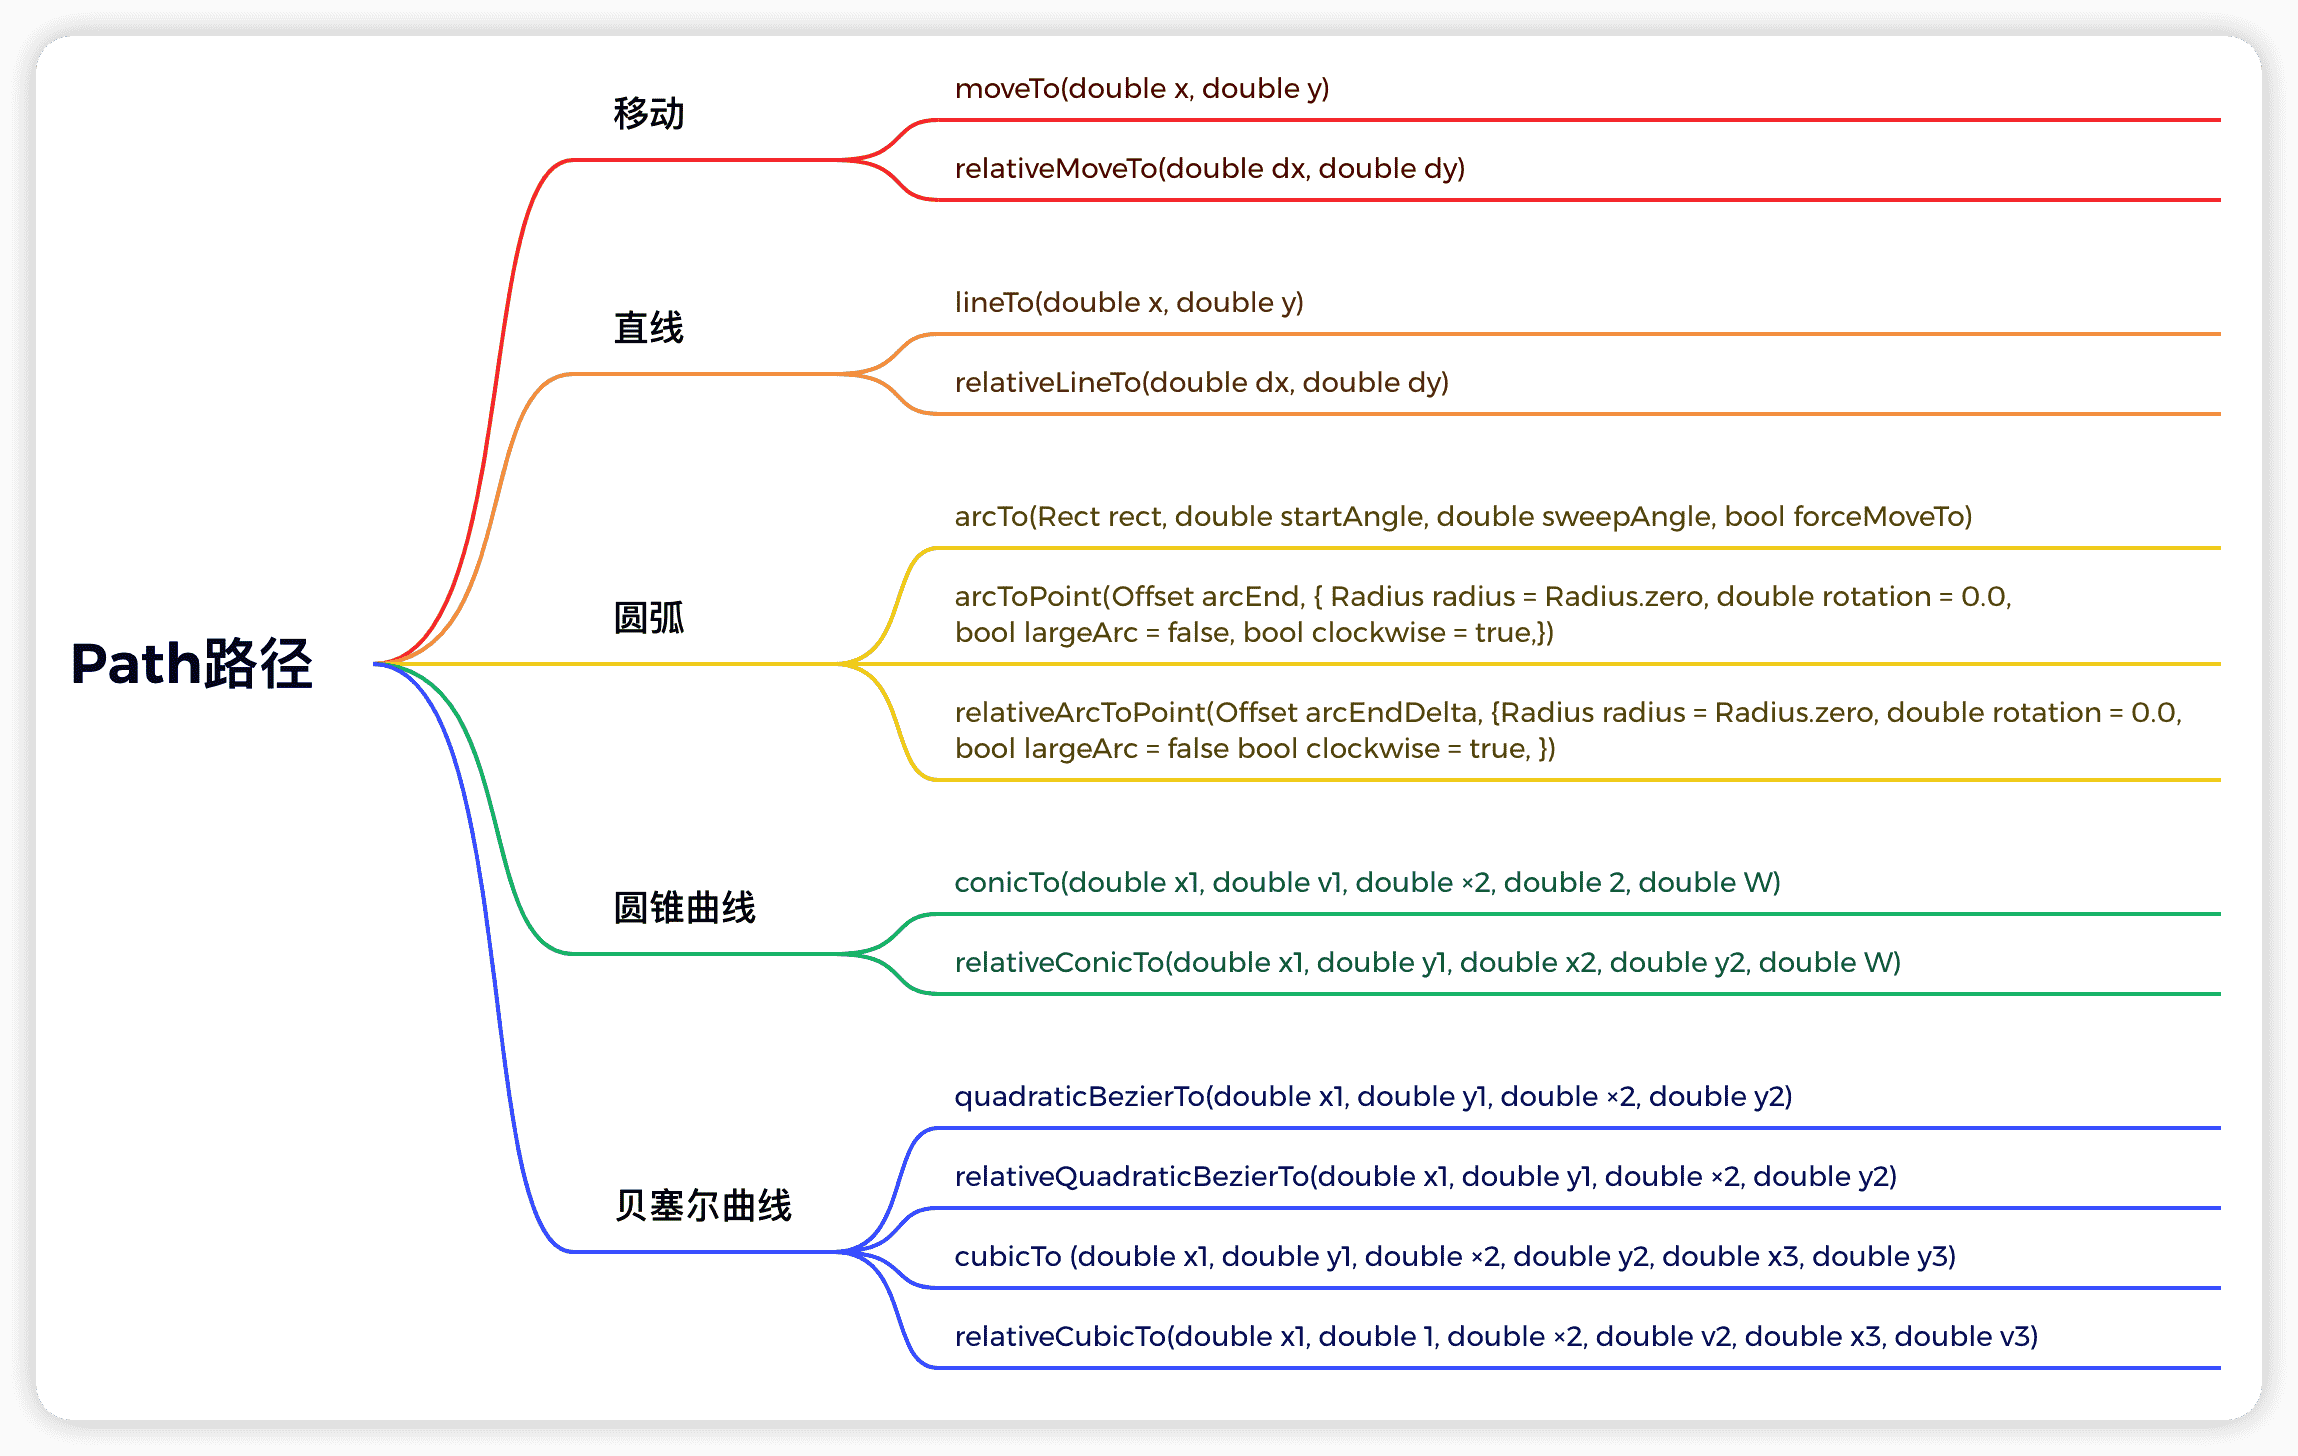 Path路径
移动
moveTo(double x, double y)
relativeMoveTo(double dx, double dy)
直线
lineTo(double x, double y)
relativeLineTo(double dx, double dy)
圆弧
arcTo(Rect rect, double startAngle, double sweepAngle, bool forceMoveTo)
arcToPoint(Offset arcEnd, { Radius radius = Radius.zero, double rotation = 0.0,
bool largeArc = false, bool clockwise = true,})
relativeArcToPoint(Offset arcEndDelta, {Radius radius = Radius.zero, double rotation = 0.0,
bool largeArc = false bool clockwise = true, })
圆锥曲线
conicTo(double x1, double v1, double ×2, double 2, double W)
relativeConicTo(double x1, double y1, double x2, double y2, double W)
贝塞尔曲线
quadraticBezierTo(double x1, double y1, double ×2, double y2)
relativeQuadraticBezierTo(double x1, double y1, double ×2, double y2)
cubicTo (double x1, double y1, double ×2, double y2, double x3, double y3)
relativeCubicTo(double x1, double 1, double ×2, double v2, double x3, double v3)